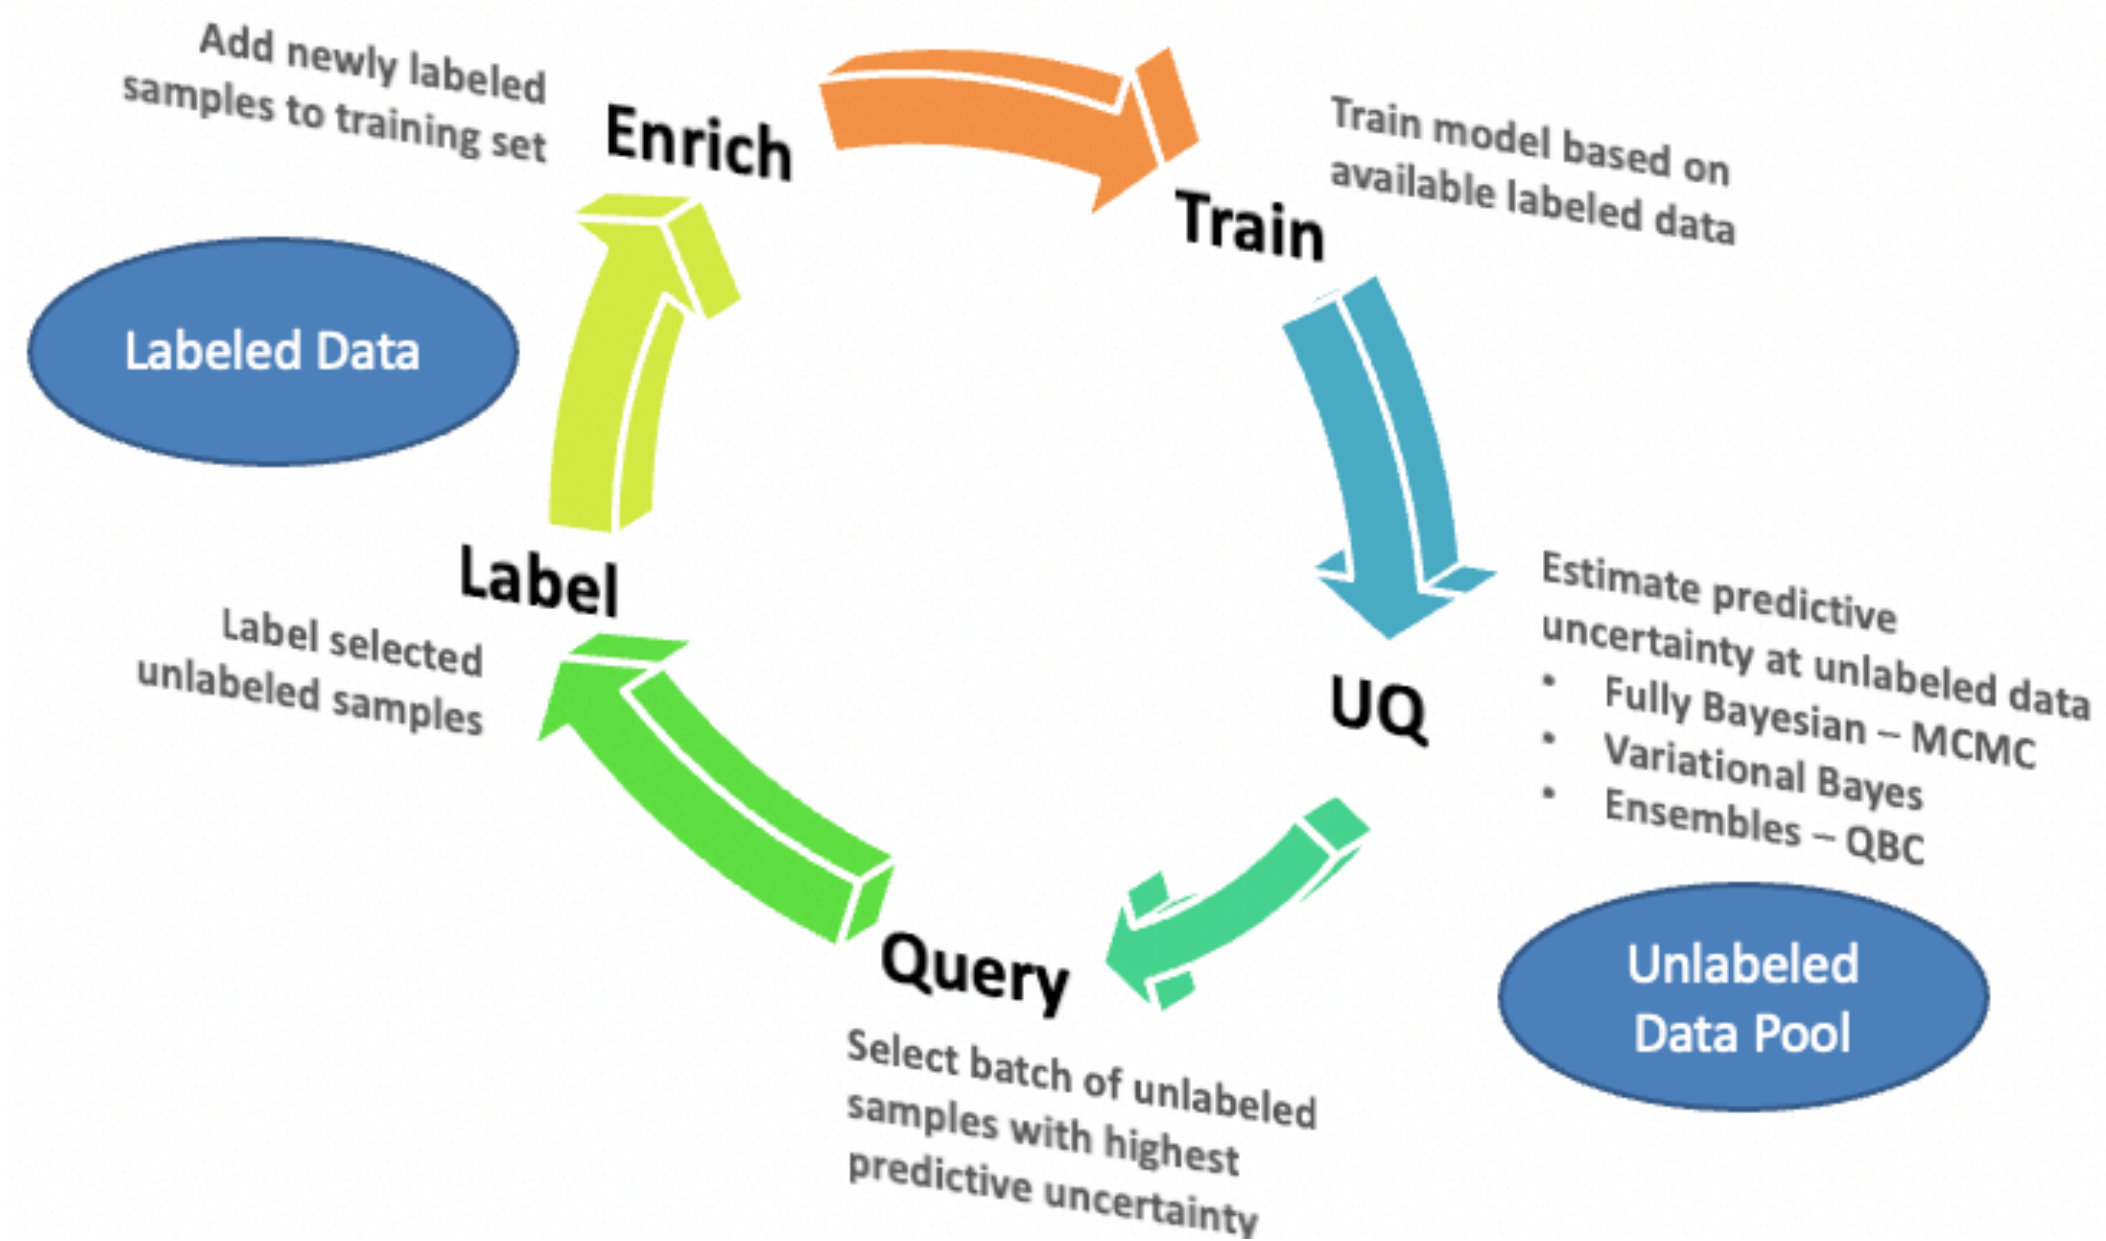 Add newly labeled
samples to training set
Enrich
Train model based on
available labeled data
Train
Labeled Data
Label
Label selected
unlabeled samples
Estimate predictive
uncertainty at unlabeled data
• Fully Bayesian – MCMC
• Variational Bayes
• Ensembles – QBC
UQ
Unlabeled
Data Pool
Query
Select batch of unlabeled
samples with highest
predictive uncertainty